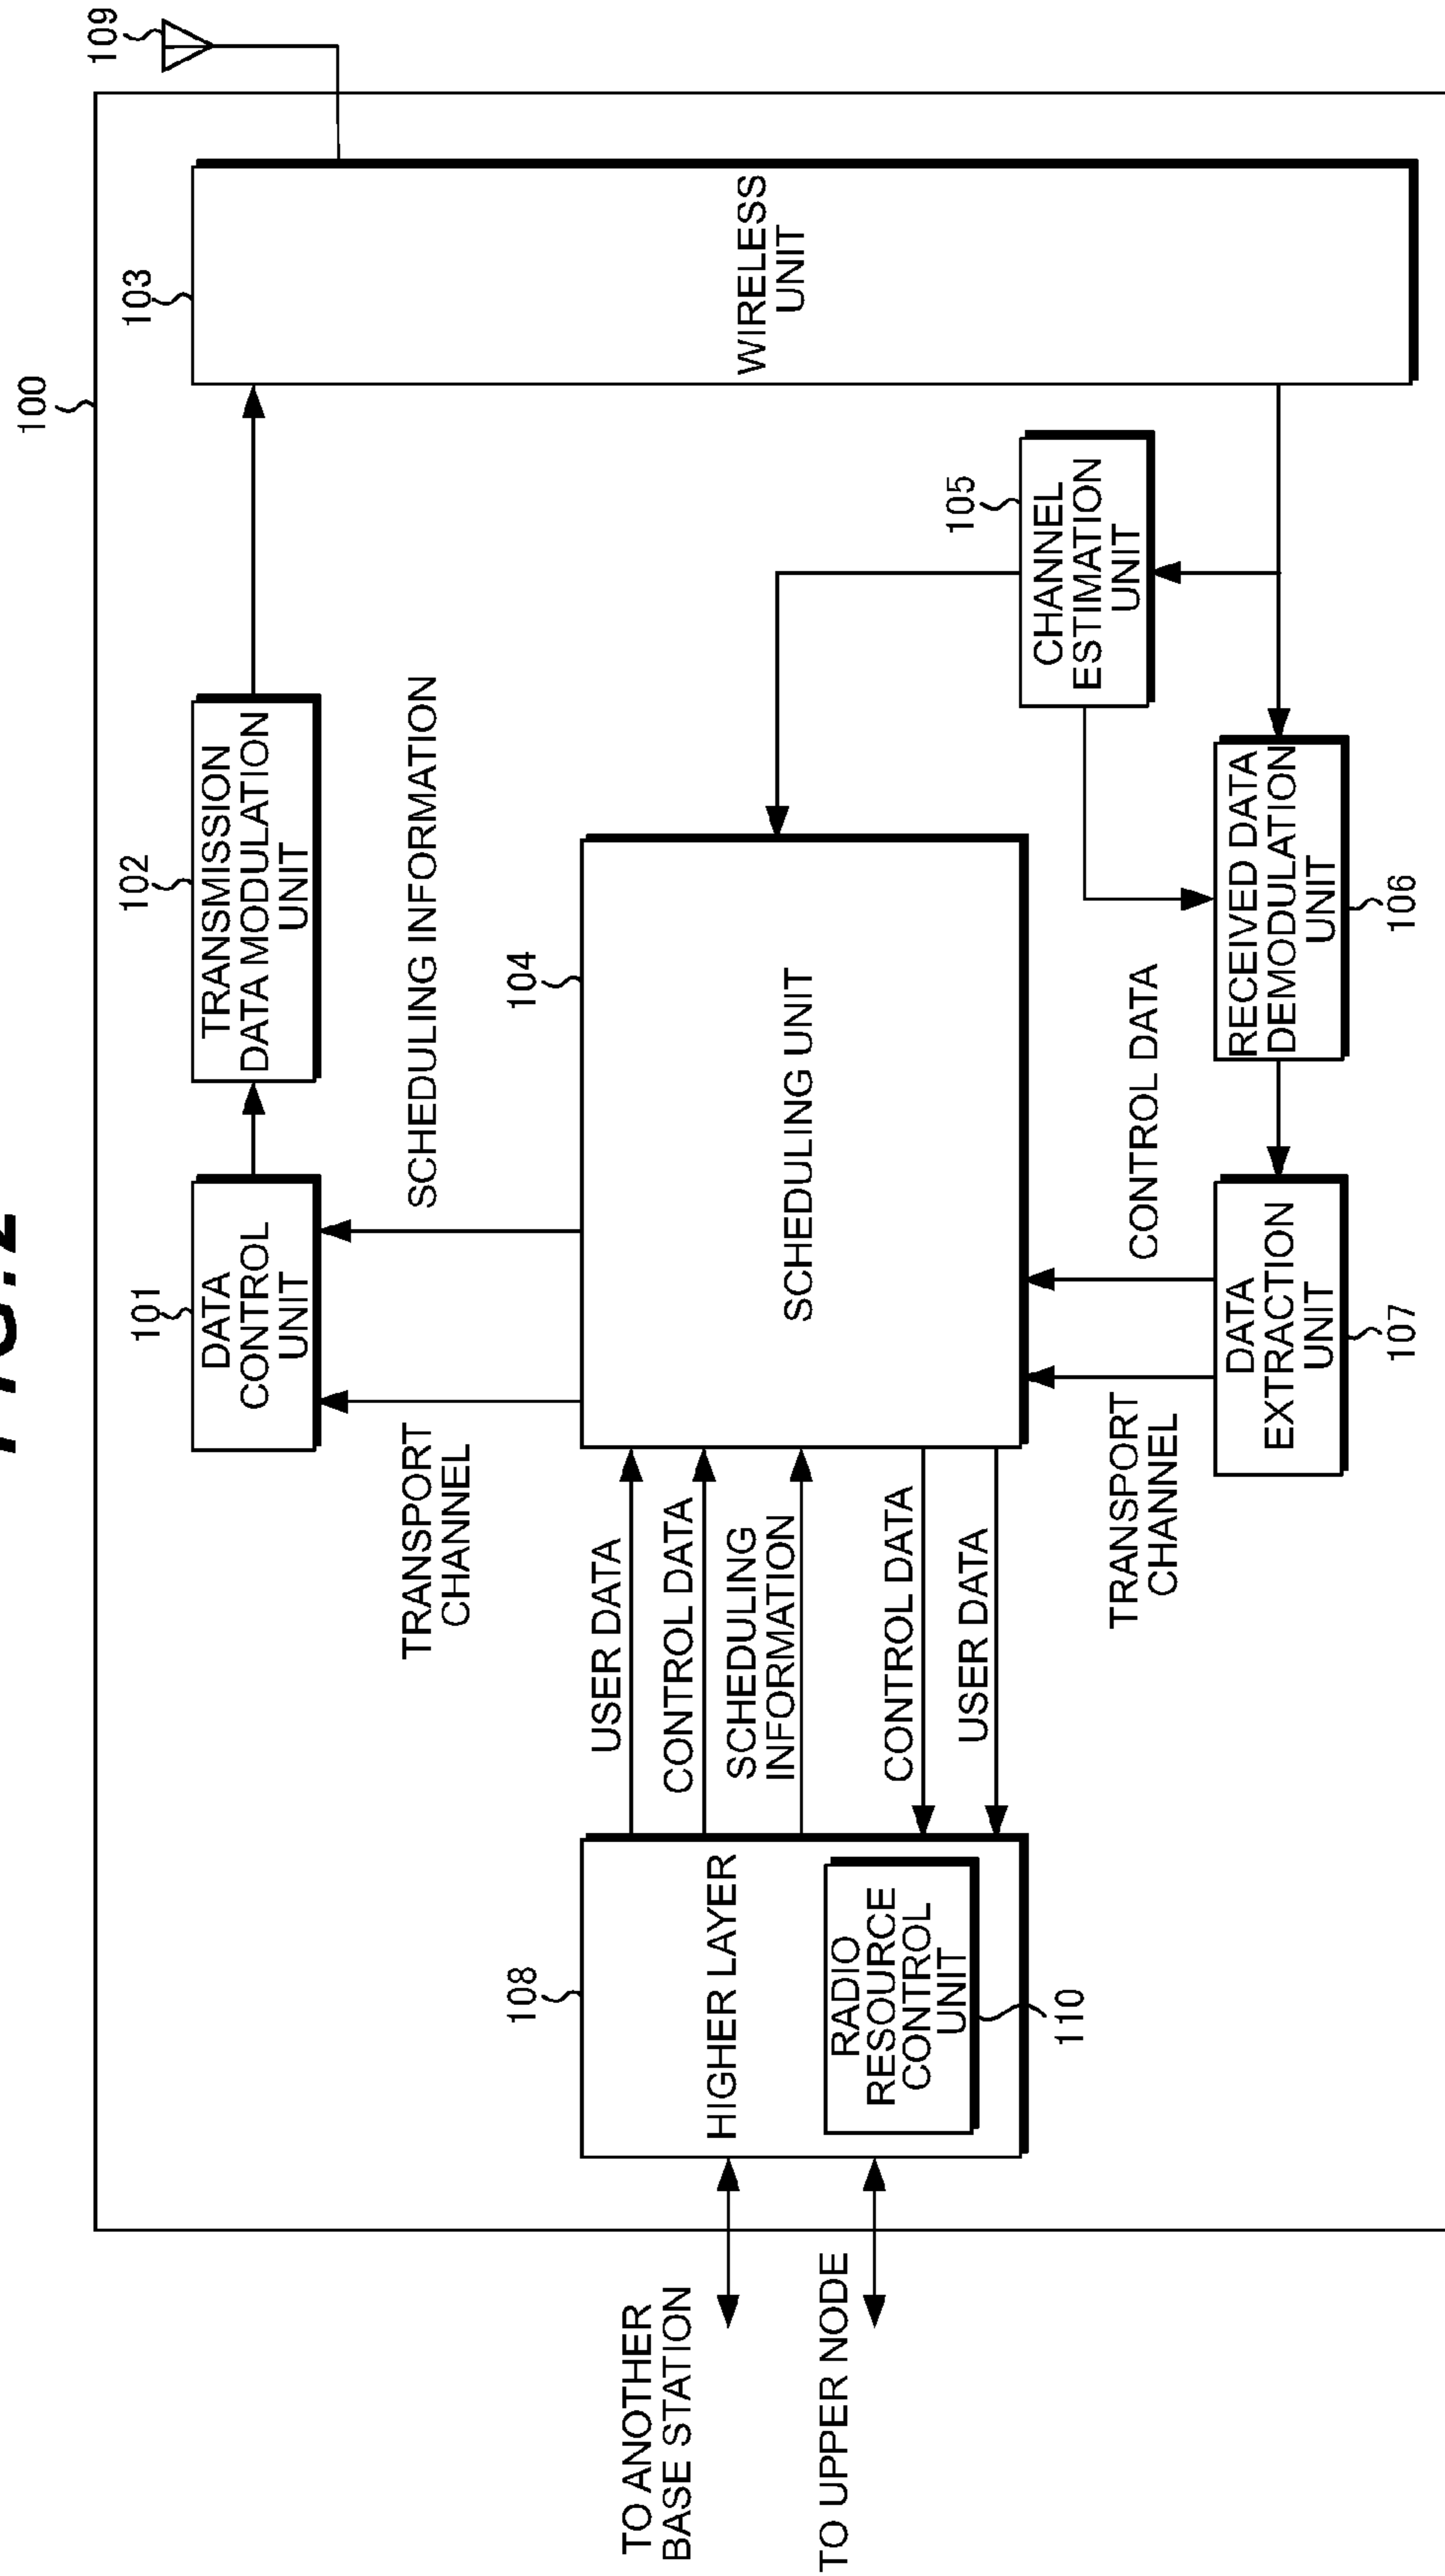 100
109
101
102
103
DATA
CONTROL
UNIT
TRANSMISSION
DATA MODULATION
UNIT
WIRELESS
UNIT
TRANSPORT
CHANNEL
SCHEDULING INFORMATION
108
104
TO ANOTHER
BASE STATION
TO UPPER NODE
HIGHER LAYER
RADIO
RESOURCE
CONTROL
UNIT
110
USER DATA
CONTROL DATA
SCHEDULING
INFORMATION
CONTROL DATA
USER DATA
SCHEDULING UNIT
105
CHANNEL
ESTIMATION
UNIT
TRANSPORT
CHANNEL
CONTROL DATA
DATA
EXTRACTION
UNIT
107
RECEIVED DATA
DEMODULATION
UNIT
106